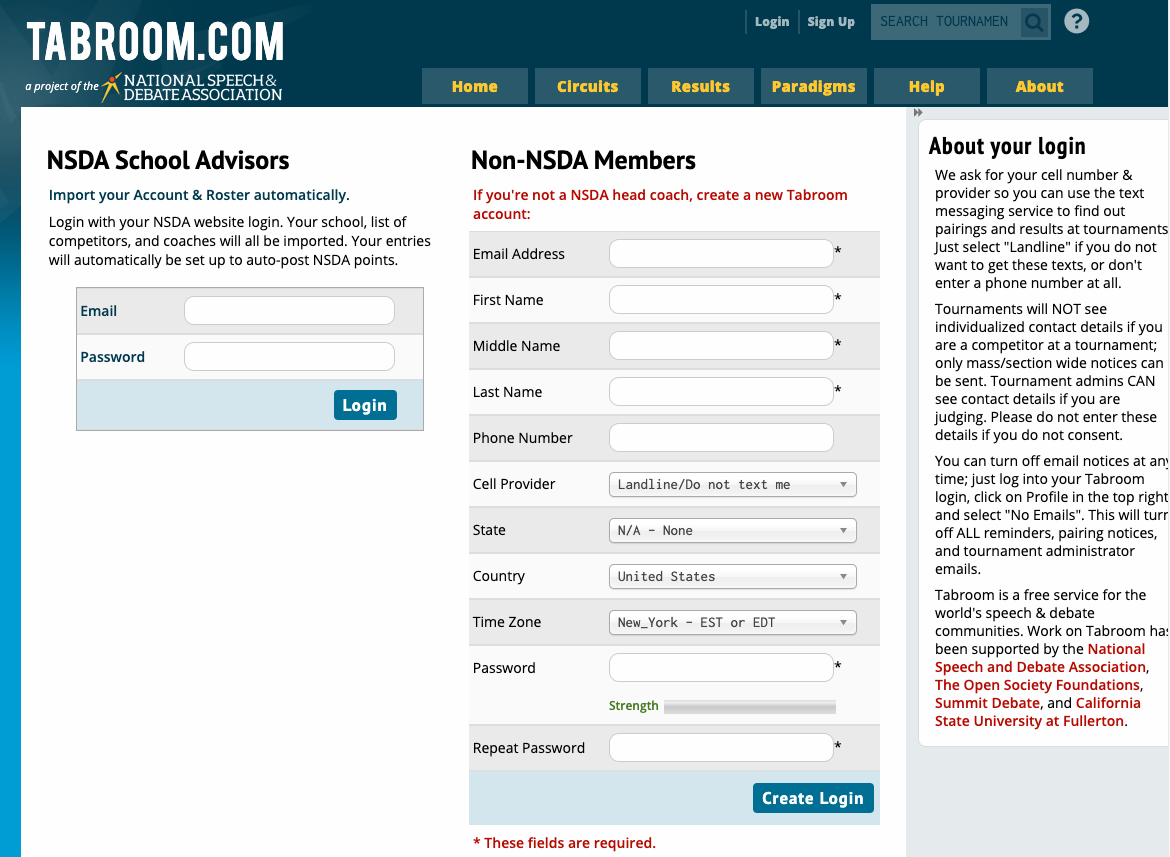 TABROOM.COM
a project of the NATIONAL SPEECH & DEBATE ASSOCIATION
Login
Sign Up
SEARCH TOURNAMEN
?
Home
Circuits
Results
Paradigms
Help
About
NSDA School Advisors
Import your Account & Roster automatically.
Login with your NSDA website login. Your school, list of
competitors, and coaches will all be imported. Your entries
will automatically be set up to auto-post NSDA points.
Email
Password
Login
Non-NSDA Members
If you're not a NSDA head coach, create a new Tabroom
account:
Email Address *
First Name *
Middle Name *
Last Name *
Phone Number
Cell Provider Landline/Do not text me
State N/A - None
Country United States
Time Zone New_York - EST or EDT
Password *
Strength
Repeat Password *
Create Login
* These fields are required.
About your login
We ask for your cell number &
provider so you can use the text
messaging service to find out
pairings and results at tournaments
Just select "Landline" if you do not
want to get these texts, or don't
enter a phone number at all.
Tournaments will NOT see
individualized contact details if you
are a competitor at a tournament;
only mass/section wide notices can
be sent. Tournament admins CAN
see contact details if you are
judging. Please do not enter these
details if you do not consent.
You can turn off email notices at any
time; just log into your Tabroom
login, click on Profile in the top right
and select "No Emails". This will turn
off ALL reminders, pairing notices,
and tournament administrator
emails.
Tabroom is a free service for the
world's speech & debate
communities. Work on Tabroom has
been supported by the National
Speech and Debate Association,
The Open Society Foundations,
Summit Debate, and California
State University at Fullerton.